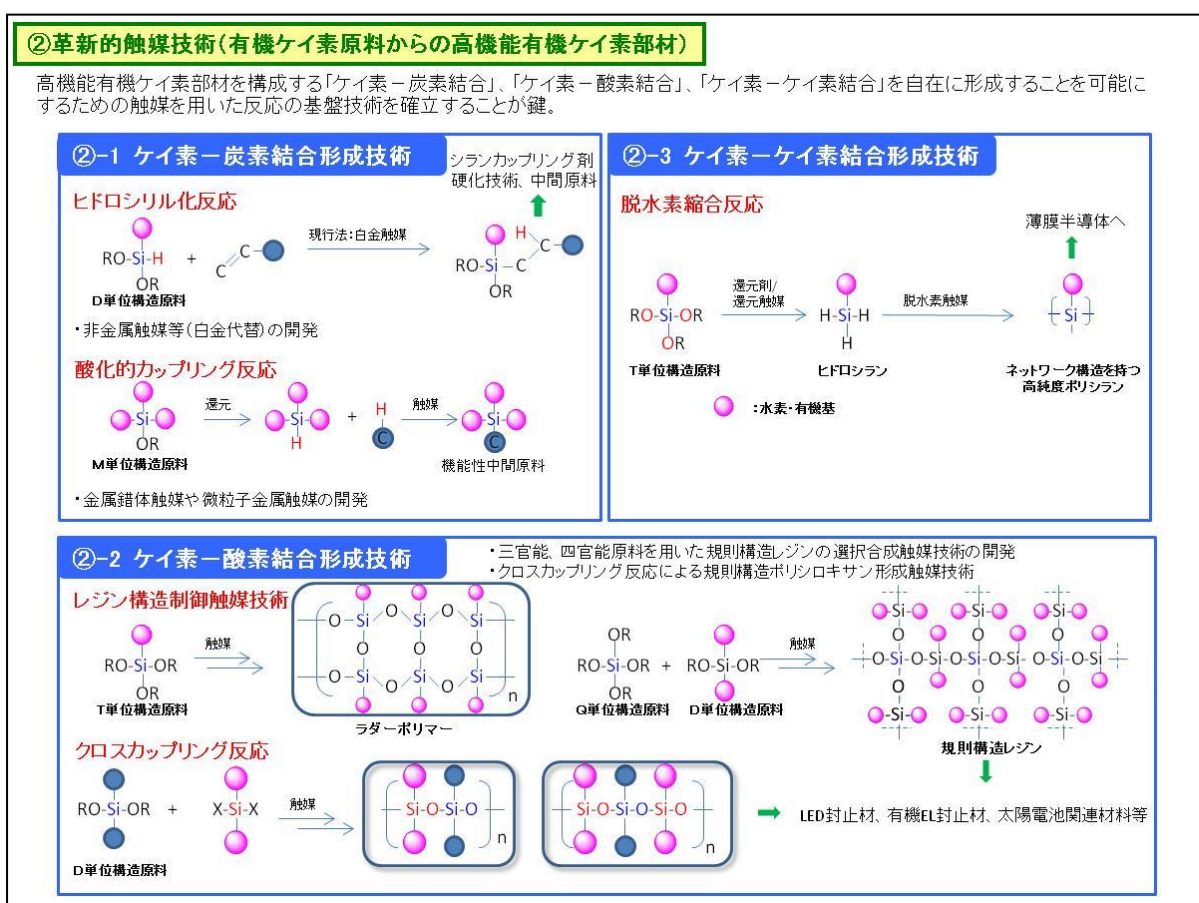 ②革新的触媒技術(有機ケイ素原料からの高機能有機ケイ素部材)
高機能有機ケイ素部材を構成する「ケイ素－炭素結合」、「ケイ素－酸素結合」、「ケイ素－ケイ素結合」を自在に形成することを可能に
するための触媒を用いた反応の基盤技術を確立することが鍵。
②-1 ケイ素－炭素結合形成技術
シランカップリング剤
硬化技術、中間原料
ヒドロシリル化反応
RO-Si-H + C C
OR
現行法:白金触媒
H
C
RO-Si-C
OR
D単位構造原料
・非金属触媒等(白金代替)の開発
酸化的カップリング反応
Si
OR
還元
Si
H
+
H
C
触媒
Si
C
M単位構造原料
機能性中間原料
・金属錯体触媒や微粒子金属触媒の開発
②-3 ケイ素－ケイ素結合形成技術
脱水素縮合反応
薄膜半導体へ
RO-Si-OR
OR
還元剤/
還元触媒
H-Si-H
H
脱水素触媒
Si
T単位構造原料
ヒドロシラン
ネットワーク構造を持つ
高純度ポリシラン
:水素・有機基
②-2 ケイ素－酸素結合形成技術
・三官能、四官能原料を用いた規則構造レジンの選択合成触媒技術の開発
・クロスカップリング反応による規則構造ポリシロキサン形成触媒技術
レジン構造制御触媒技術
RO-Si-OR
OR
触媒
T単位構造原料
O-Si-O-Si-O-Si
O O O
O-Si-O-Si-O-Si
n
ラダーポリマー
OR
RO-Si-OR
OR
+
RO-Si-OR
触媒
Q単位構造原料
D単位構造原料
-Si- -Si- -Si-
O O O
-O-Si-O-Si-O-Si-O-Si-O-Si-O-Si-
O O O
-Si- -Si- -Si-
規則構造レジン
クロスカップリング反応
RO-Si-OR + X-Si-X
触媒
D単位構造原料
Si-O-Si-O
n
Si-O-Si-O-Si-O
n
LED封止材、有機EL封止材、太陽電池関連材料等